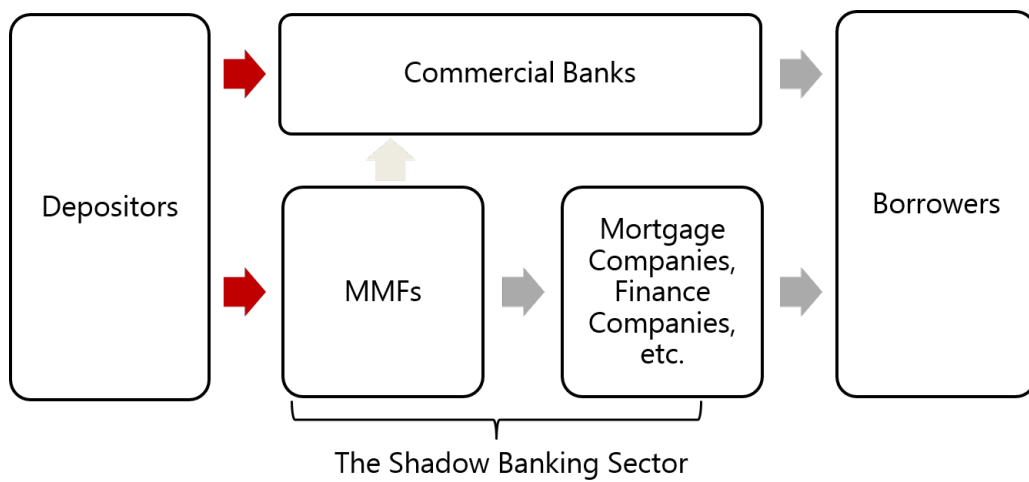 Commercial Banks
Depositors
Borrowers
MMFs
Mortgage
Companies,
Finance
Companies,
etc.
The Shadow Banking Sector